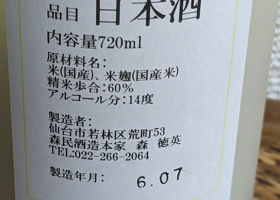 品目 日本酒
内容量720ml
原材料名:
米(国産)、米麹(国産米)
精米歩合:60%
アルコール分:14度
製造者:
仙台市若林区荒町53
森民酒造本家 森 徳英
TEL:022-266-2064
製造年月: 6.07